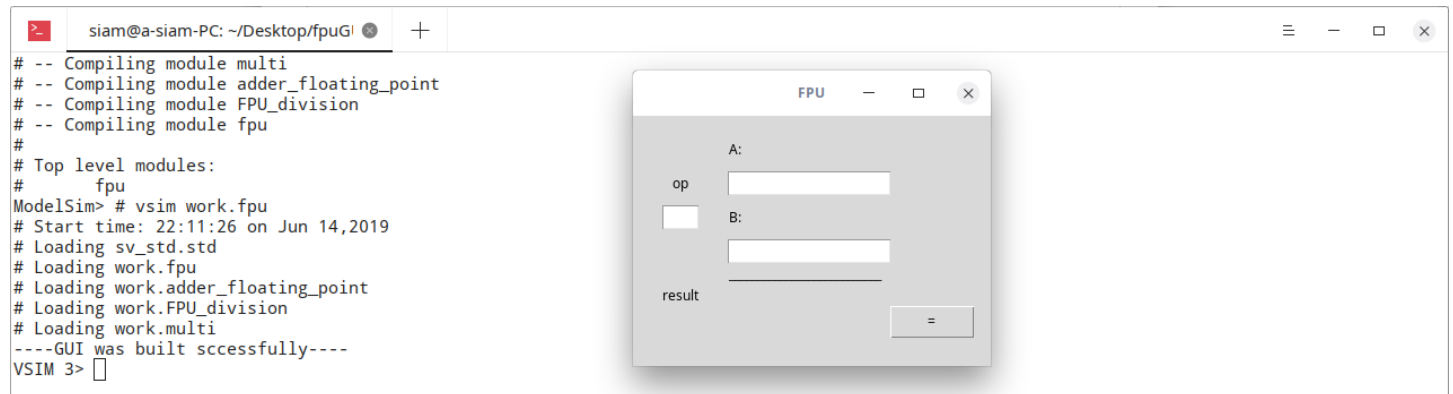 siam@a-siam-PC: ~/Desktop/fpuG
# -- Compiling module multi
# -- Compiling module adder_floating_point
# -- Compiling module FPU_division
# -- Compiling module fpu
#
# Top level modules:
#       fpu
ModelSim> # vsim work.fpu
# Start time: 22:11:26 on Jun 14,2019
# Loading sv_std.std
# Loading work.fpu
# Loading work.adder_floating_point
# Loading work.FPU_division
# Loading work.multi
----GUI was built sccessfully----
VSIM 3>
FPU
A:
op
B:
result
=